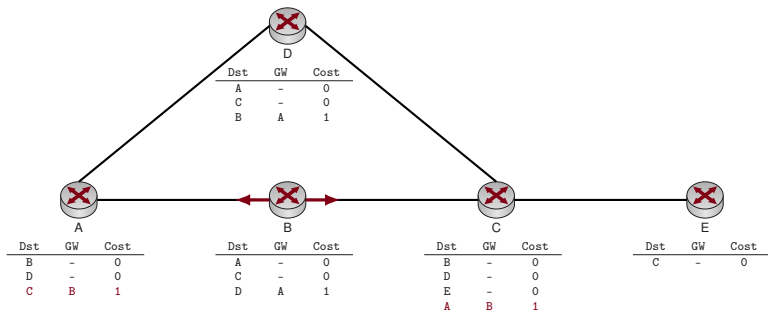 D
Dst GW Cost
A - 0
C - 0
B A 1
A
Dst GW Cost
B - 0
D - 0
C B 1
B
Dst GW Cost
A - 0
C - 0
D A 1
C
Dst GW Cost
B - 0
D - 0
E - 0
A B 1
E
Dst GW Cost
C - 0